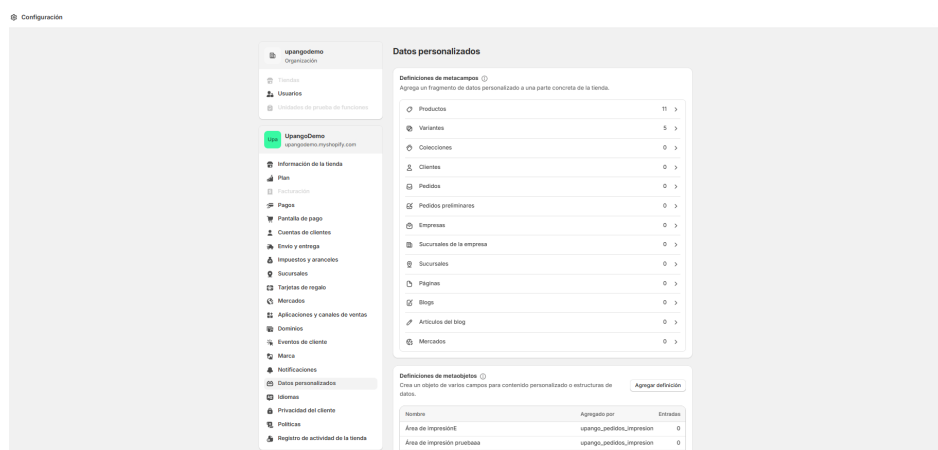 Configuración
upangodemo
Organización
Tiendas
Usuarios
Unidades de prueba de funciones
Upa
UpangoDemo
upangodemo.myshopify.com
Información de la tienda
Plan
Facturación
Pagos
Pantalla de pago
Cuentas de clientes
Envío y entrega
Impuestos y aranceles
Sucursales
Tarjetas de regalo
Mercados
Aplicaciones y canales de ventas
Dominios
Eventos de cliente
Marca
Notificaciones
Datos personalizados
Idiomas
Privacidad del cliente
Políticas
Registro de actividad de la tienda
Datos personalizados
Definiciones de metacampos
Agrega un fragmento de datos personalizado a una parte concreta de la tienda.
Productos 11
Variantes 5
Colecciones 0
Clientes 0
Pedidos 0
Pedidos preliminares 0
Empresas 0
Sucursales de la empresa 0
Sucursales 0
Páginas 0
Blogs 0
Artículos del blog 0
Mercados 0
Definiciones de metaobjetos
Crea un objeto de varios campos para contenido personalizado o estructuras de
datos.
Agregar definición
Nombre Agregado por Entradas
Área de impresiónE upango_pedidos_impresion 0
Área de impresión pruebaaa upango_pedidos_impresion 0